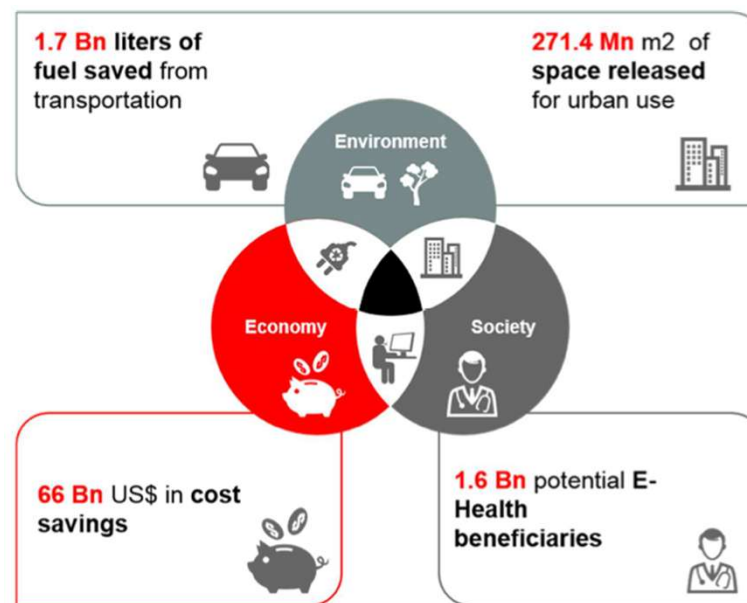 1.7 Bn liters of
fuel saved from
transportation
271.4 Mn m2 of
space released
for urban use
Environment
Economy
Society
66 Bn US$ in cost
savings
1.6 Bn potential E-
Health
beneficiaries